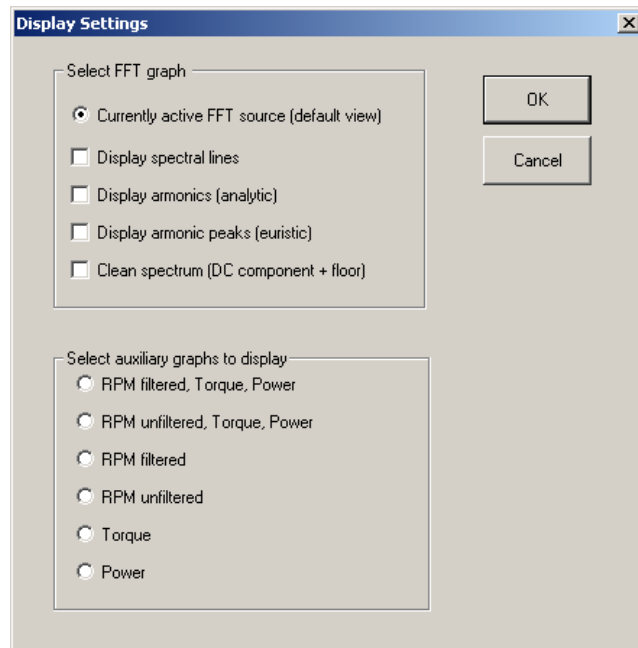 Display Settings
Select FFT graph
Currently active FFT source (default view)
Display spectral lines
Display armonics (analytic)
Display armonic peaks (euristic)
Clean spectrum (DC component + floor)
OK
Cancel
Select auxiliary graphs to display
RPM filtered, Torque, Power
RPM unfiltered, Torque, Power
RPM filtered
RPM unfiltered
Torque
Power